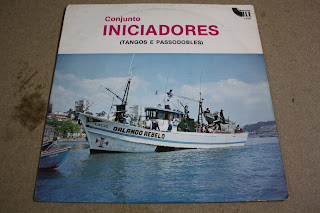 Conjunto
INICIADORES
(TANGOS E PASSODOBLES)
ORLANDO REBELO